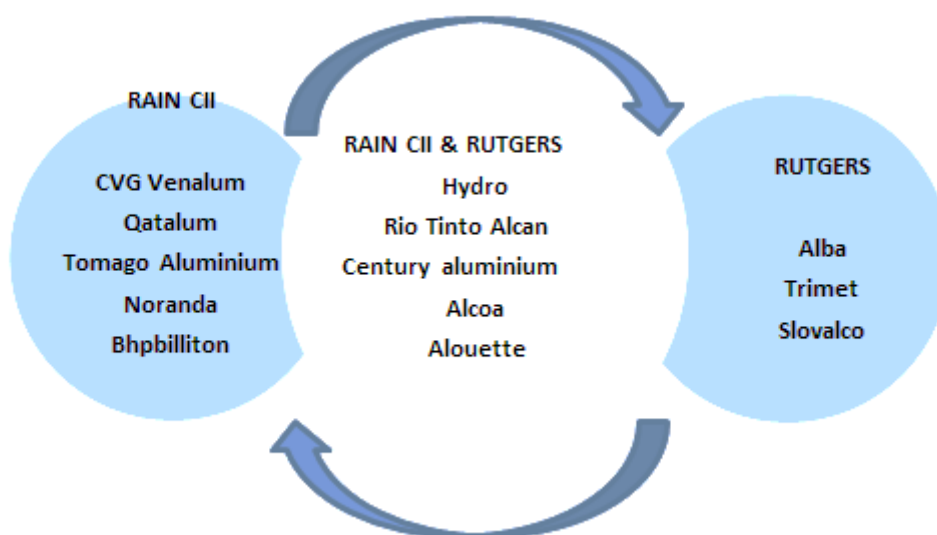 RAIN CII
CVG Venalum
Qatalum
Tomago Aluminium
Noranda
Bhpbilliton
RAIN CII & RUTGERS
Hydro
Rio Tinto Alcan
Century aluminium
Alcoa
Alouette
RUTGERS
Alba
Trimet
Slovalco